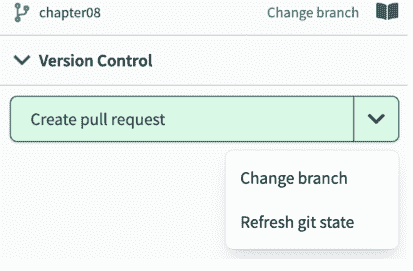 chapter08 Change branch
Version Control
Create pull request
Change branch
Refresh git state